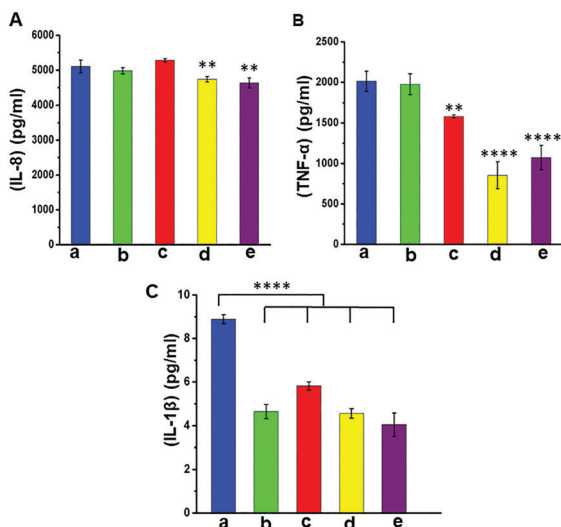 A
(IL-8) (pg/ml)
6000
5000
4000
3000
2000
1000
0
** **
a b c d e
B
(TNF-α) (pg/ml)
2500
2000
1500
1000
500
0
**
**** ****
a b c d e
C
(IL-1β) (pg/ml)
10
8
6
4
2
0
****
a b c d e